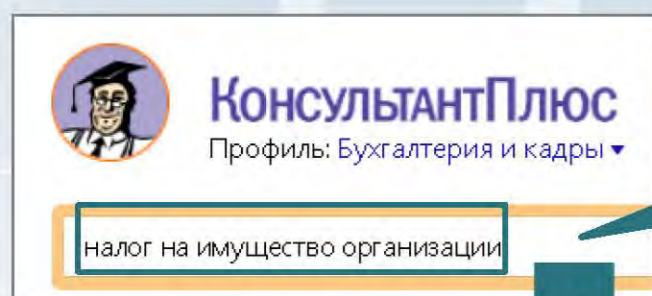 КонсультантПлюс
Профиль: Бухгалтерия и кадры
налог на имущество организации